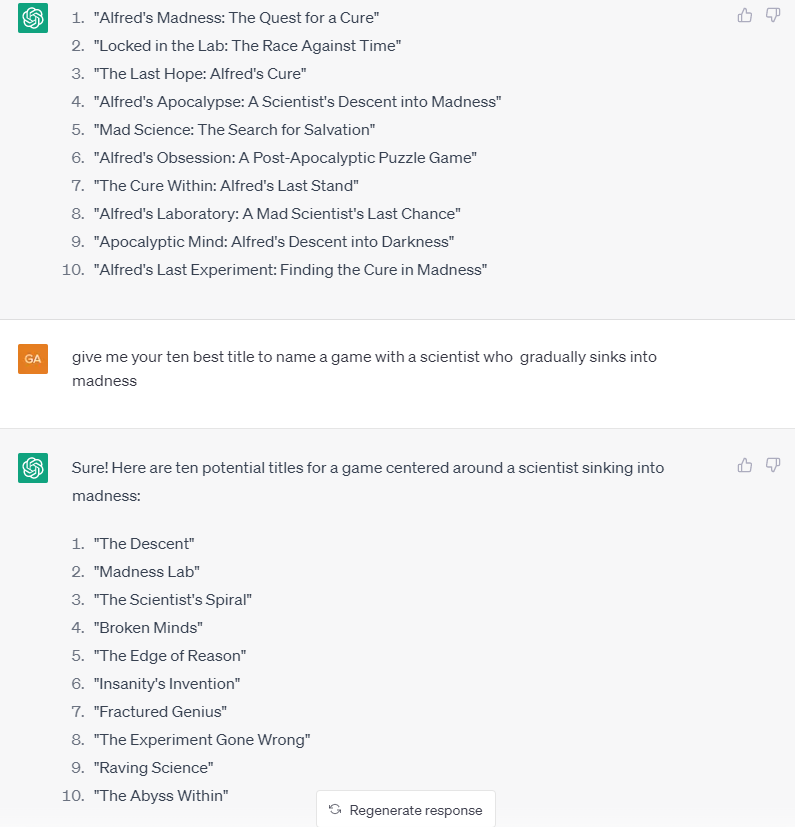 1. "Alfred's Madness: The Quest for a Cure"
2. "Locked in the Lab: The Race Against Time"
3. "The Last Hope: Alfred's Cure"
4. "Alfred's Apocalypse: A Scientist's Descent into Madness"
5. "Mad Science: The Search for Salvation"
6. "Alfred's Obsession: A Post-Apocalyptic Puzzle Game"
7. "The Cure Within: Alfred's Last Stand"
8. "Alfred's Laboratory: A Mad Scientist's Last Chance"
9. "Apocalyptic Mind: Alfred's Descent into Darkness"
10. "Alfred's Last Experiment: Finding the Cure in Madness"
GA
give me your ten best title to name a game with a scientist who  gradually sinks into
madness
Sure! Here are ten potential titles for a game centered around a scientist sinking into
madness:
1. "The Descent"
2. "Madness Lab"
3. "The Scientist's Spiral"
4. "Broken Minds"
5. "The Edge of Reason"
6. "Insanity's Invention"
7. "Fractured Genius"
8. "The Experiment Gone Wrong"
9. "Raving Science"
10. "The Abyss Within"
Regenerate response